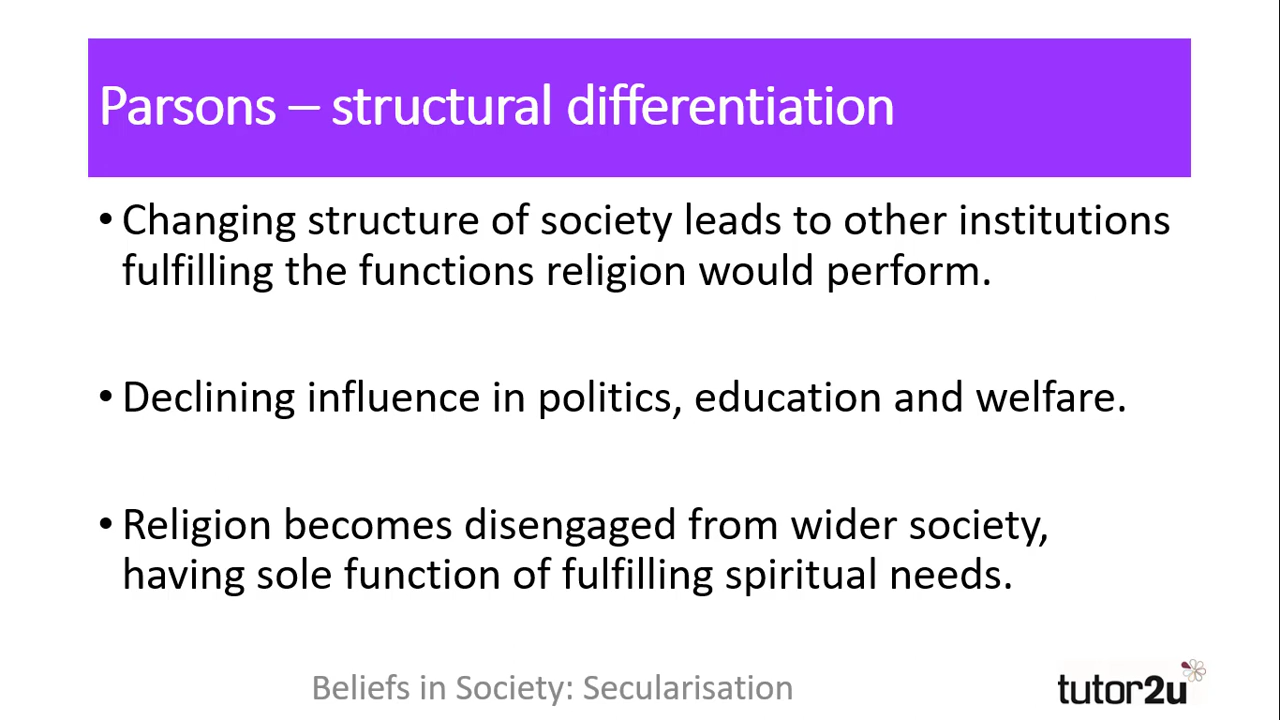 Parsons – structural differentiation
• Changing structure of society leads to other institutions
fulfilling the functions religion would perform.
• Declining influence in politics, education and welfare.
• Religion becomes disengaged from wider society,
having sole function of fulfilling spiritual needs.
Beliefs in Society: Secularisation
tutor2u